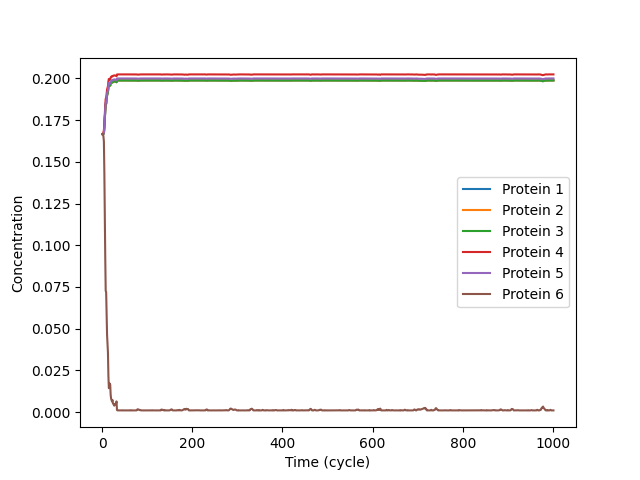 0.200
0.175
0.150
0.125
0.100
0.075
0.050
0.025
0.000
Concentration
Protein 1
Protein 2
Protein 3
Protein 4
Protein 5
Protein 6
0 200 400 600 800 1000
Time (cycle)